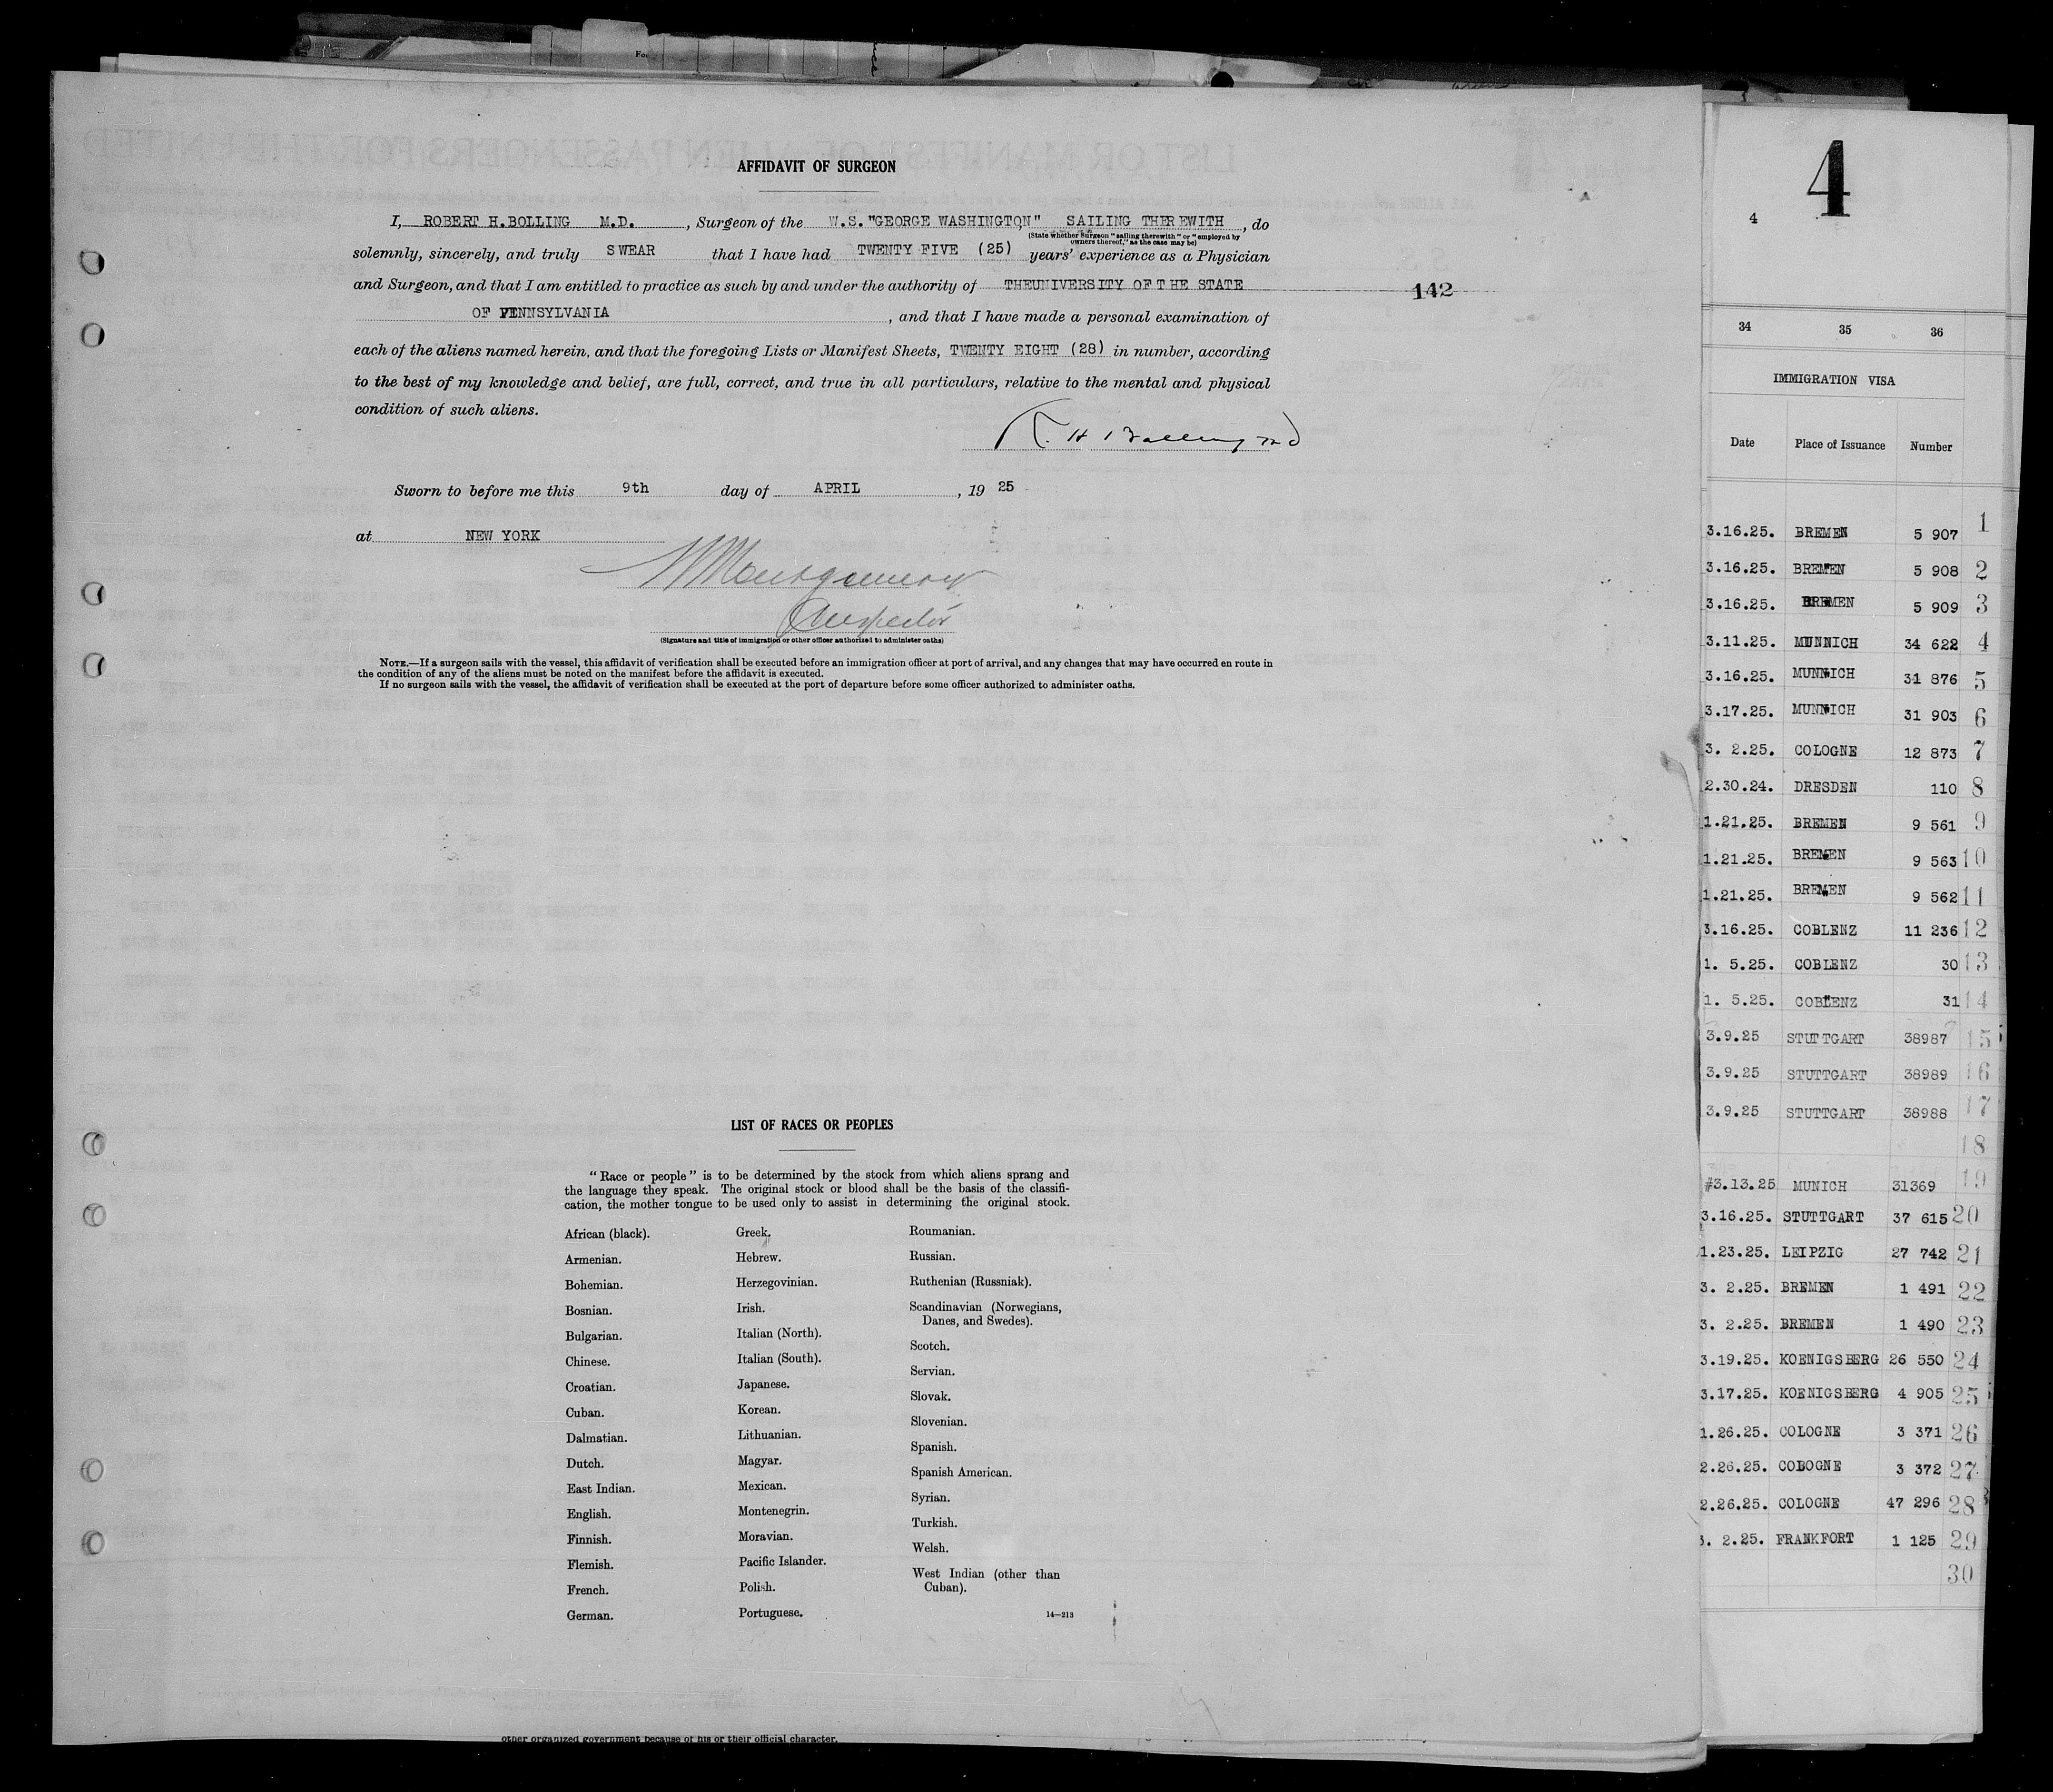 AFFIDAVIT OF SURGEON
I, ROBERT H.BOLLING M.D. , Surgeon of the W.S."GEORGE WASHINGTON," SAILING THEREWITH , do
(State whether Surgeon "sailing therewith" or "employed by
owners thereof," as the case may be)
solemnly, sincerely, and truly SWEAR that I have had TWENTY FIVE (25) years' experience as a Physician
and Surgeon, and that I am entitled to practice as such by and under the authority of THEUNIVERSITY OF THE STATE
142
OF PENNSYLVANIA , and that I have made a personal examination of
each of the aliens named herein, and that the foregoing Lists or Manifest Sheets, TWENTY EIGHT (28) in number, according
to the best of my knowledge and belief, are full, correct, and true in all particulars, relative to the mental and physical
condition of such aliens.
R. H Bolling MD
Sworn to before me this 9th day of APRIL , 19 25
at NEW YORK
Montgomery
Inspector
(Signature and title of immigration or other officer authorized to administer oaths)
NOTE.—If a surgeon sails with the vessel, this affidavit of verification shall be executed before an immigration officer at port of arrival, and any changes that may have occurred en route in
the condition of any of the aliens must be noted on the manifest before the affidavit is executed.
If no surgeon sails with the vessel, the affidavit of verification shall be executed at the port of departure before some officer authorized to administer oaths.
LIST OF RACES OR PEOPLES
"Race or people" is to be determined by the stock from which aliens sprang and
the language they speak. The original stock or blood shall be the basis of the classifi-
cation, the mother tongue to be used only to assist in determining the original stock.
African (black).
Armenian.
Bohemian.
Bosnian.
Bulgarian.
Chinese.
Croatian.
Cuban.
Dalmatian.
Dutch.
East Indian.
English.
Finnish.
Flemish.
French.
German.
Greek.
Hebrew.
Herzegovinian.
Irish.
Italian (North).
Italian (South).
Japanese.
Korean.
Lithuanian.
Magyar.
Mexican.
Montenegrin.
Moravian.
Pacific Islander.
Polish.
Portuguese.
Roumanian.
Russian.
Ruthenian (Russniak).
Scandinavian (Norwegians,
Danes, and Swedes).
Scotch.
Servian.
Slovak.
Slovenian.
Spanish.
Spanish American.
Syrian.
Turkish.
Welsh.
West Indian (other than
Cuban).
14—213
other organized government because of his or their official character.
4
4
34 35 36
IMMIGRATION VISA
Date Place of Issuance Number
3.16.25. BREMEN 5 907 1
3.16.25. BREMEN 5 908 2
3.16.25. BREMEN 5 909 3
3.11.25. MUNNICH 34 622 4
3.16.25. MUNNICH 31 876 5
3.17.25. MUNNICH 31 903 6
3. 2.25. COLOGNE 12 873 7
2.30.24. DRESDEN 110 8
1.21.25. BREMEN 9 561 9
1.21.25. BREMEN 9 563 10
1.21.25. BREMEN 9 562 11
3.16.25. COBLENZ 11 236 12
1. 5.25. COBLENZ 30 13
1. 5.25. COBLENZ 31 14
3.9.25 STUTTGART 38987 15
3.9.25 STUTTGART 38989 16
3.9.25 STUTTGART 38988 17
18
#3.13.25 MUNICH 31369 19
3.16.25. STUTTGART 37 615 20
1.23.25. LEIPZIG 27 742 21
3. 2.25. BREMEN 1 491 22
3. 2.25. BREMEN 1 490 23
3.19.25. KOENIGSBERG 26 550 24
3.17.25. KOENIGSBERG 4 905 25
1.26.25. COLOGNE 3 371 26
2.26.25. COLOGNE 3 372 27
2.26.25. COLOGNE 47 296 28
3. 2.25. FRANKFORT 1 125 29
30